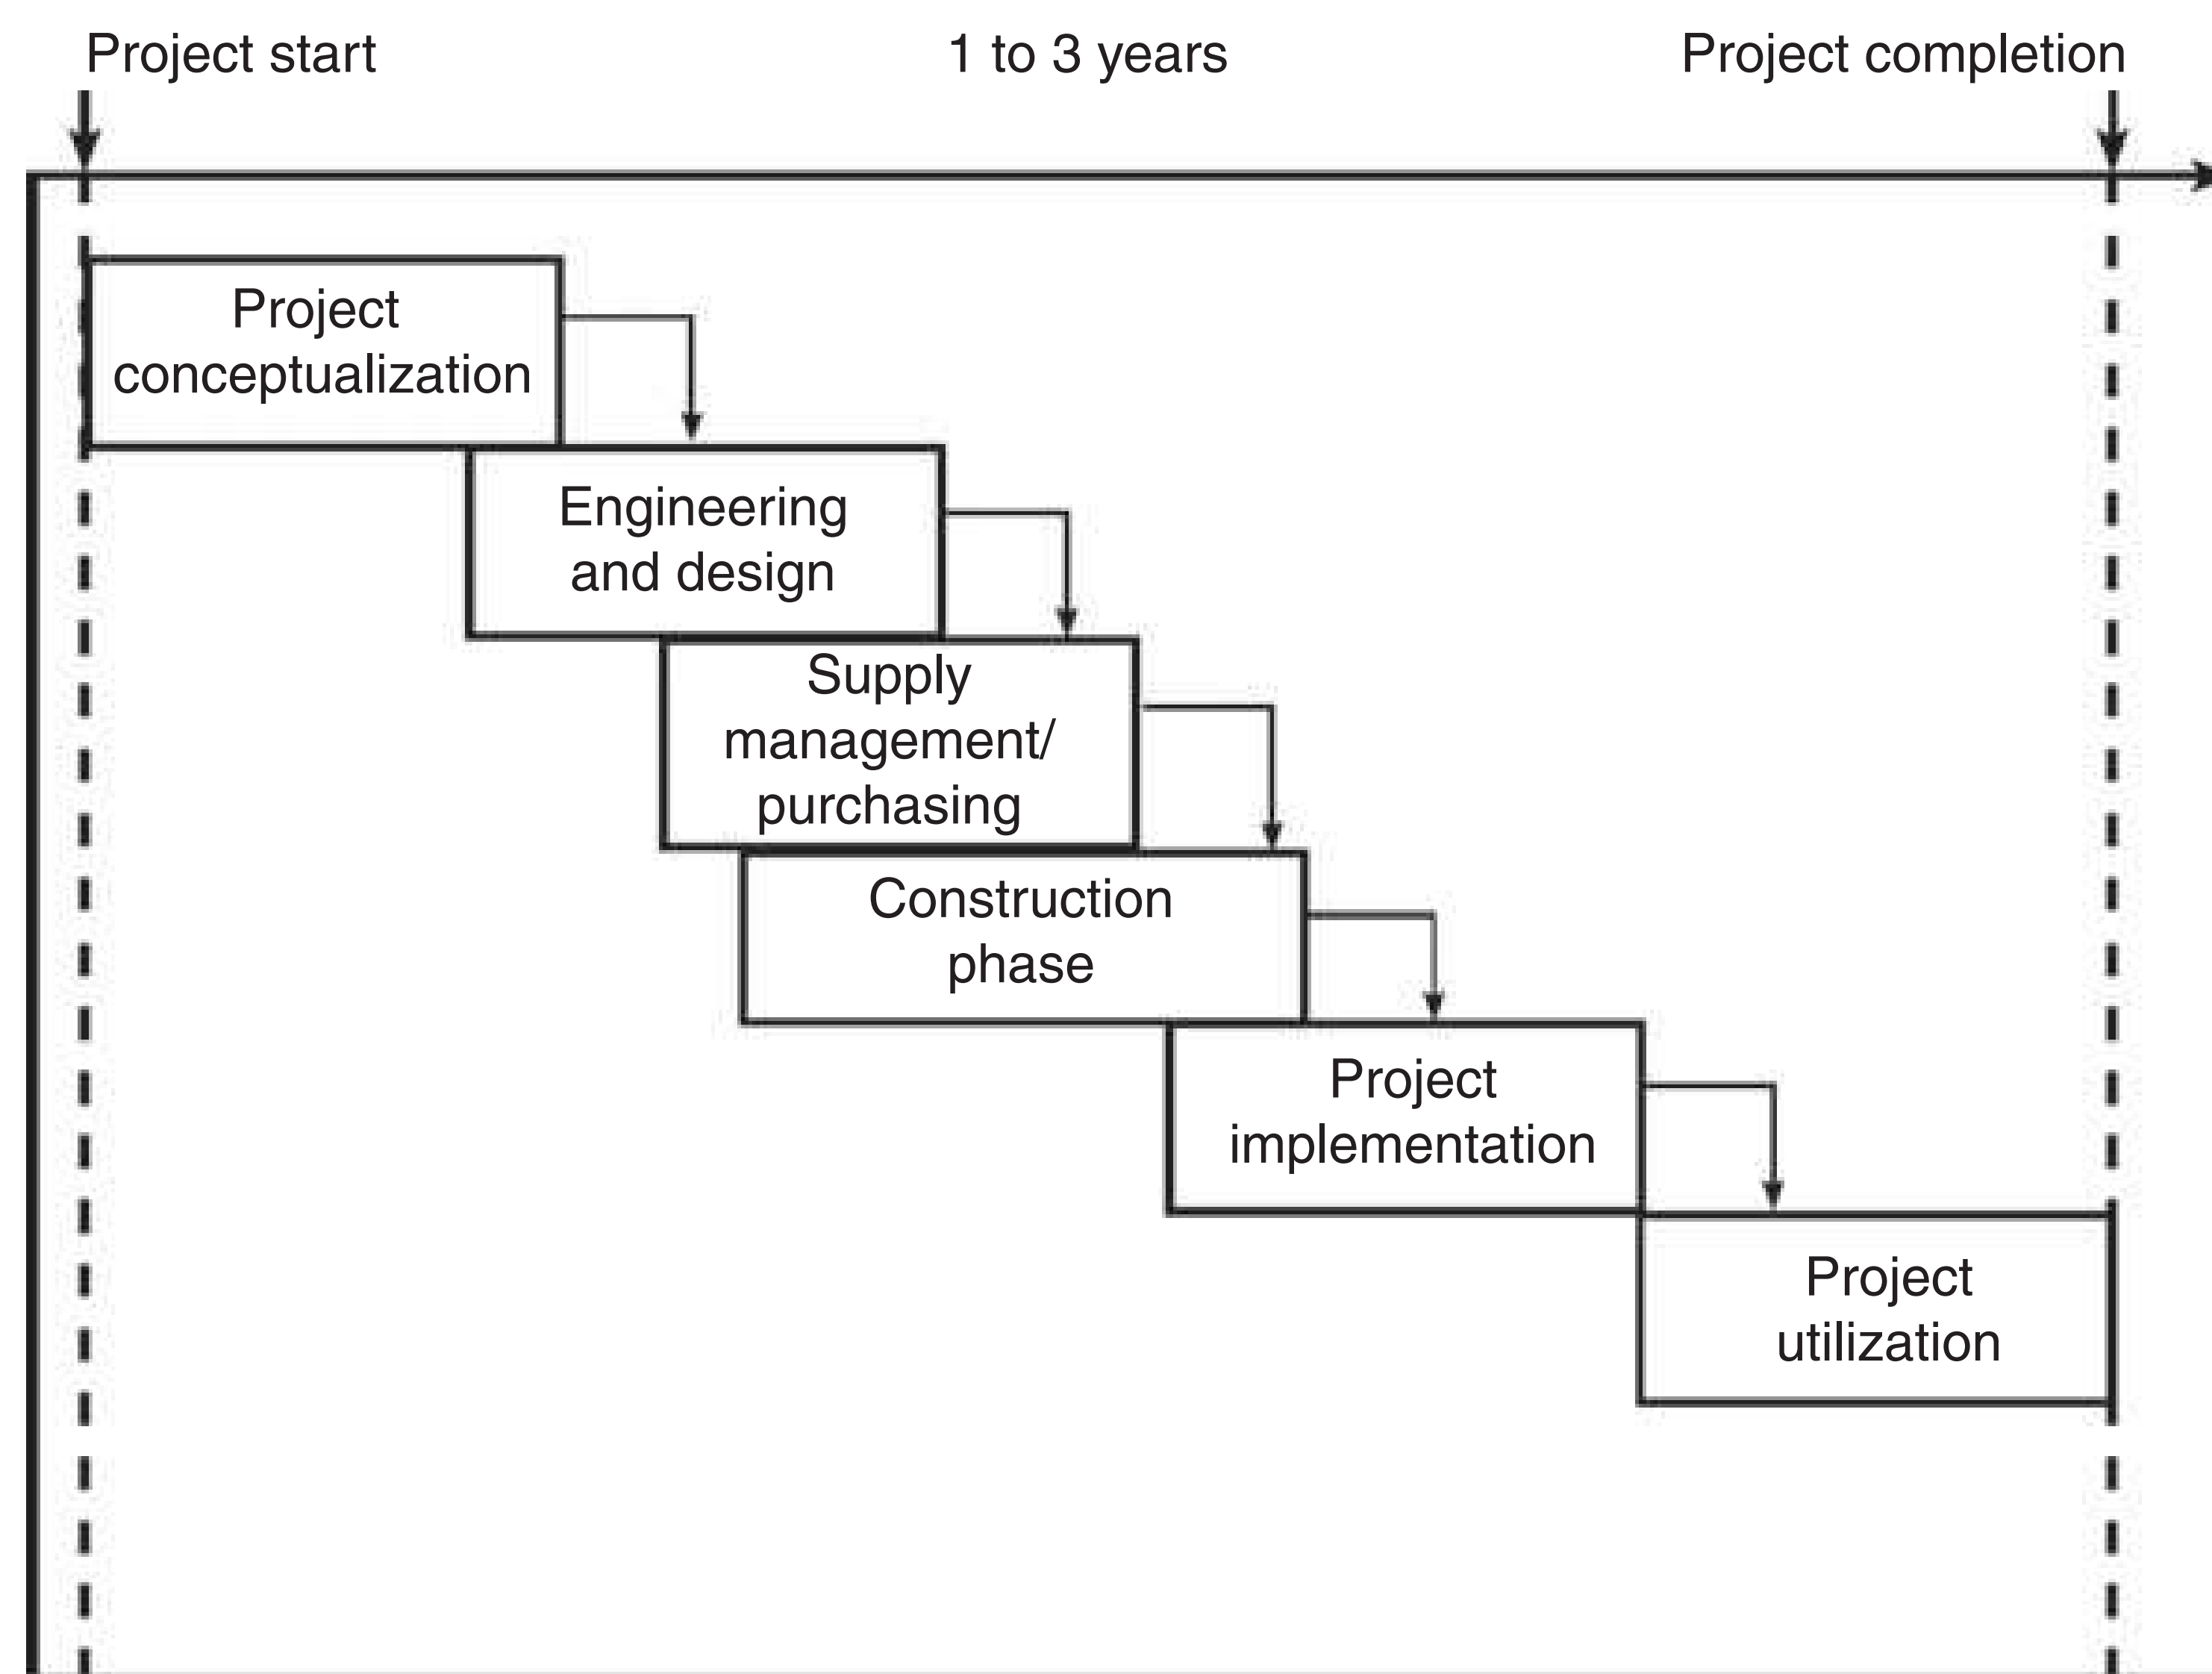 Project start
1 to 3 years
Project completion
Project
conceptualization
Engineering
and design
Supply
management/
purchasing
Construction
phase
Project
implementation
Project
utilization